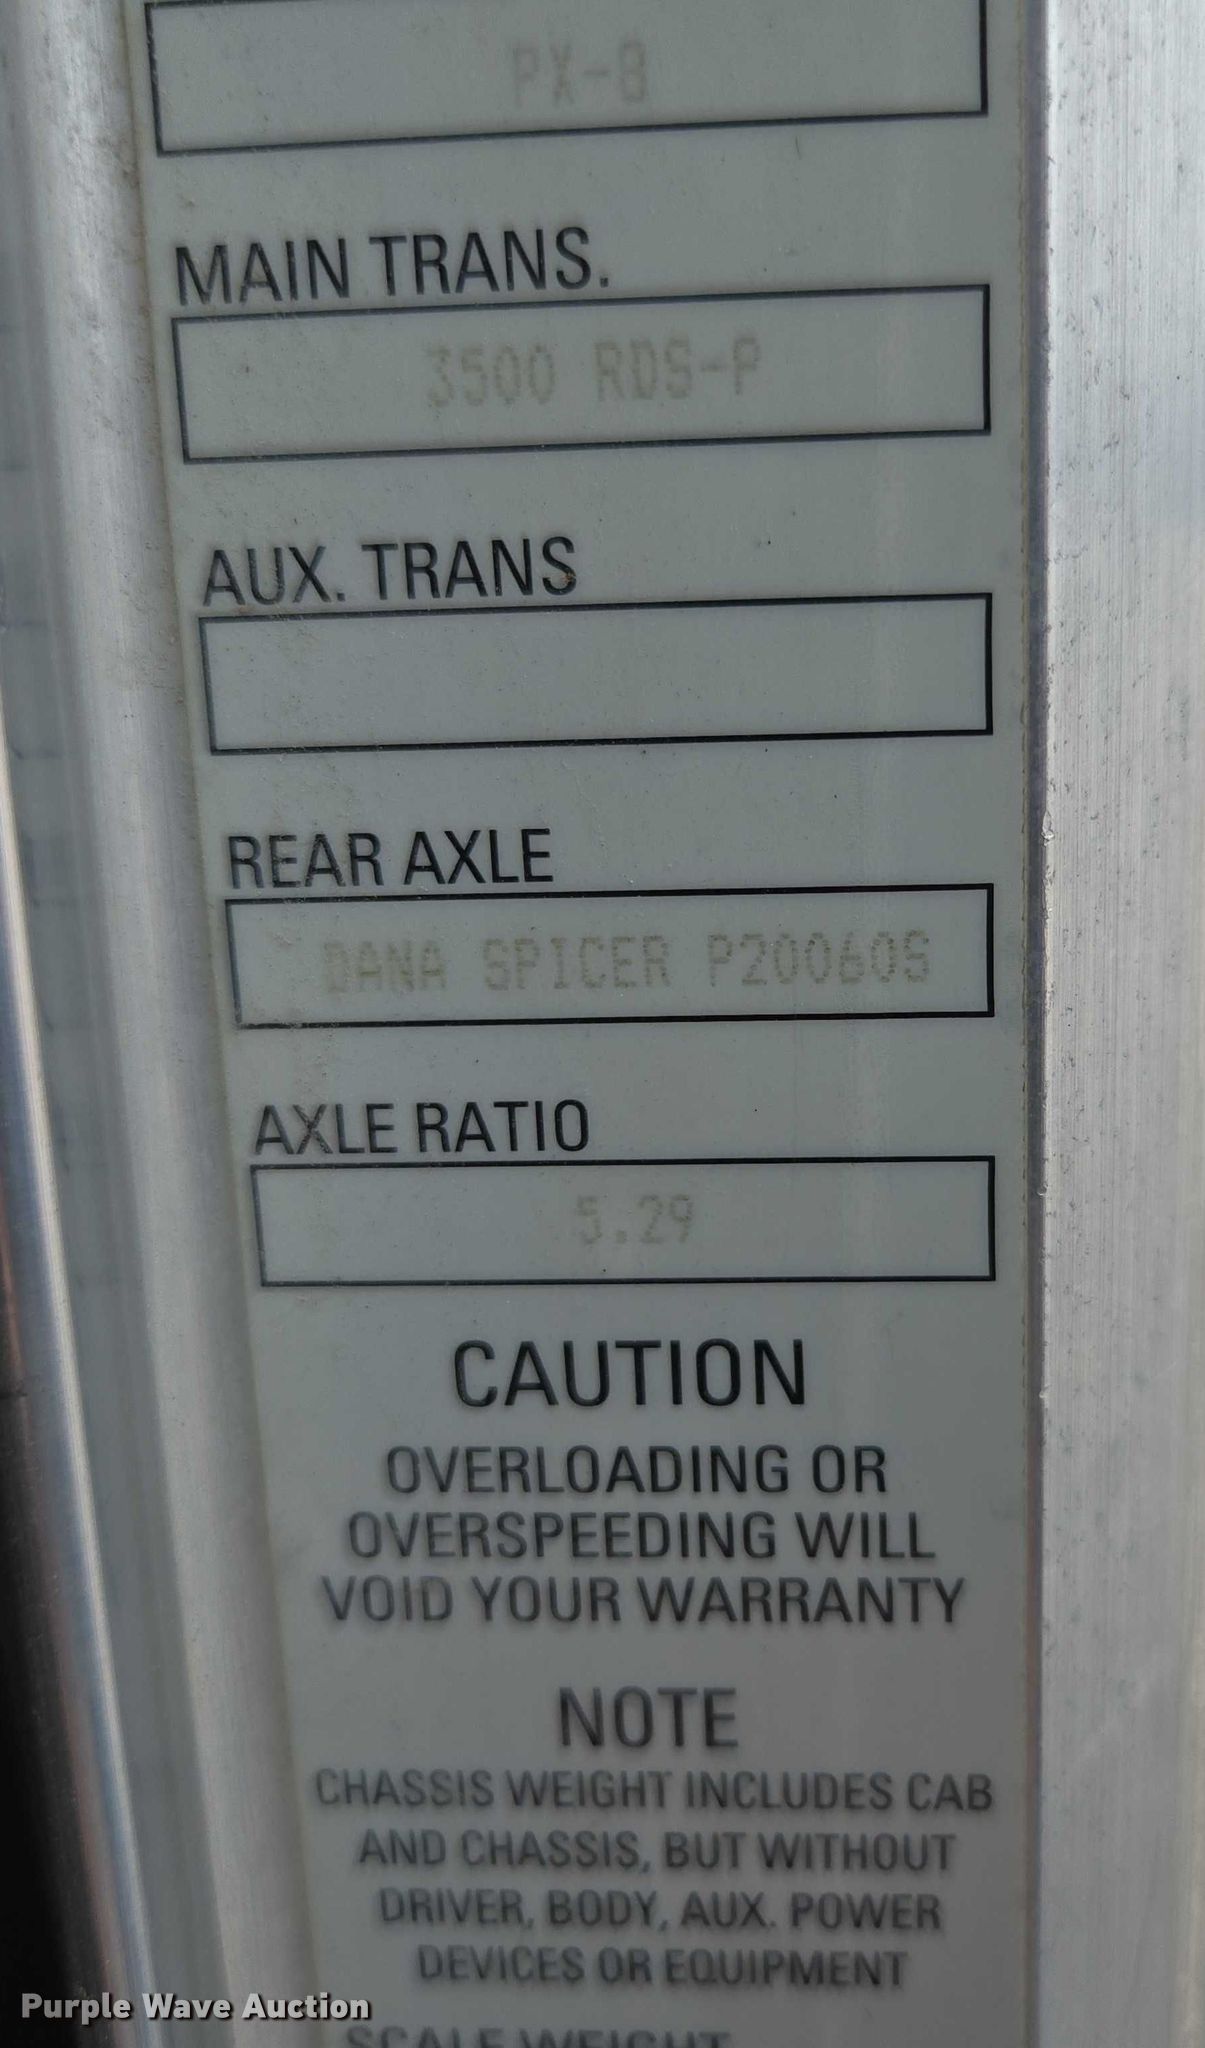 PX-8
MAIN TRANS.
3500 RDS-P
AUX. TRANS
REAR AXLE
DANA SPICER P20060S
AXLE RATIO
5.29
CAUTION
OVERLOADING OR
OVERSPEEDING WILL
VOID YOUR WARRANTY
NOTE
CHASSIS WEIGHT INCLUDES CAB
AND CHASSIS, BUT WITHOUT
DRIVER, BODY, AUX. POWER
DEVICES OR EQUIPMENT
Purple Wave Auction
SCALE WEIGHT